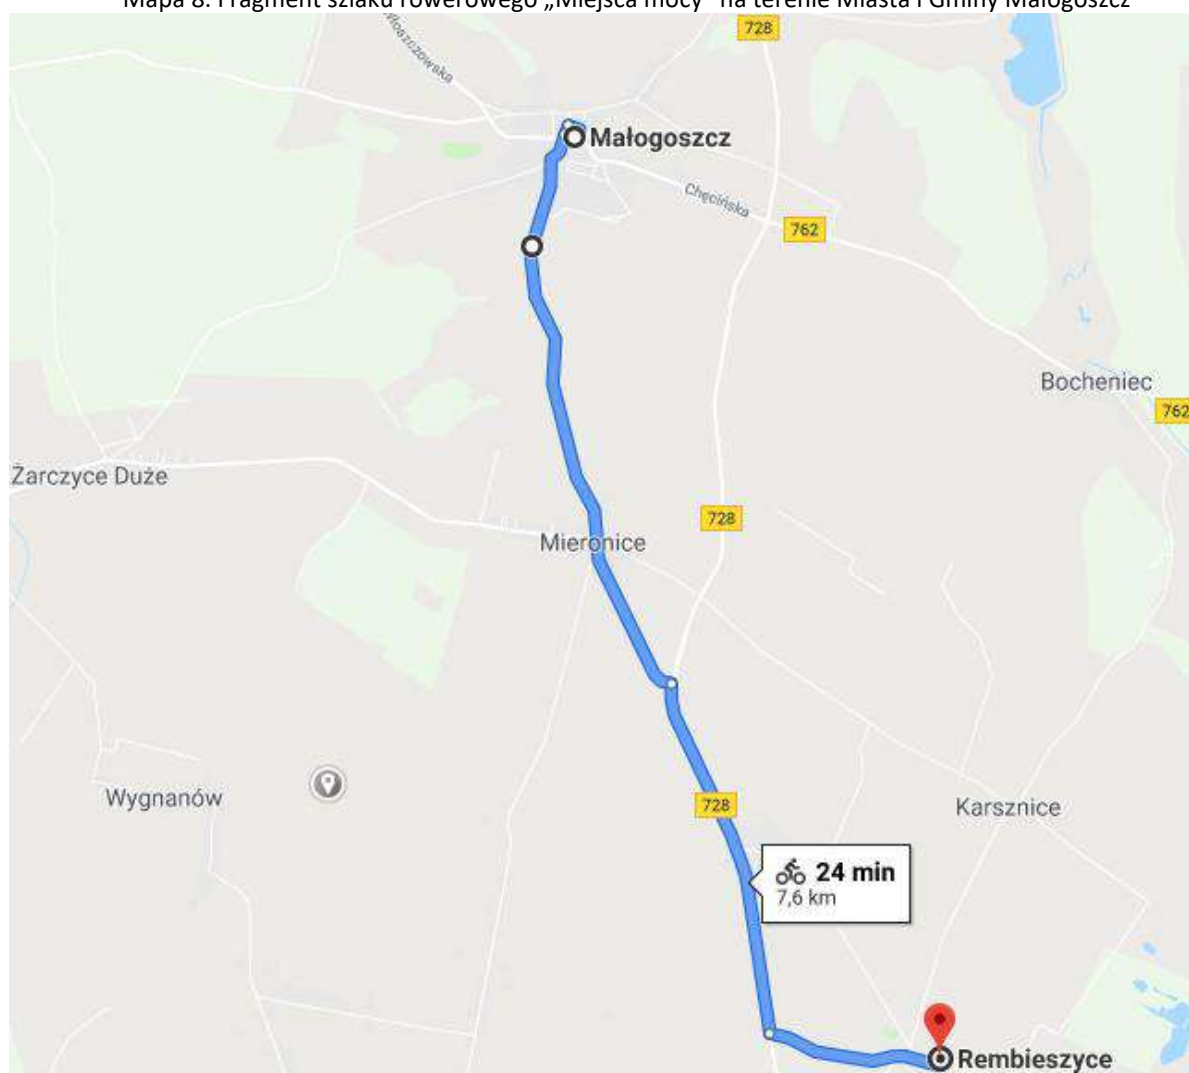 Mapa 8. Fragment szlaku rowerowego „Miejsca mocy” na terenie Miasta i Gminy Małogoszcz
728
Włoszczowska
Małogoszcz
Chęcińska
762
Bocheniec
762
Żarczyce Duże
728
Mieronice
Wygnanów
728
Karsznice
24 min
7,6 km
Rembieszyce